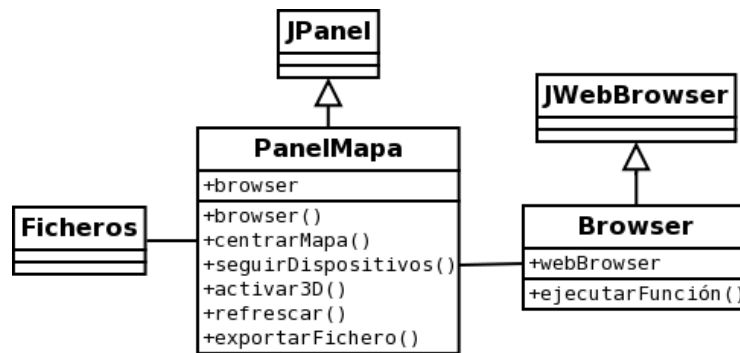 JPanel
JWebBrowser
PanelMapa
+browser
+browser()
+centrarMapa()
+seguirDispositivos()
+activar3D()
+refrescar()
+exportarFichero()
Ficheros
Browser
+webBrowser
+ejecutarFunción()